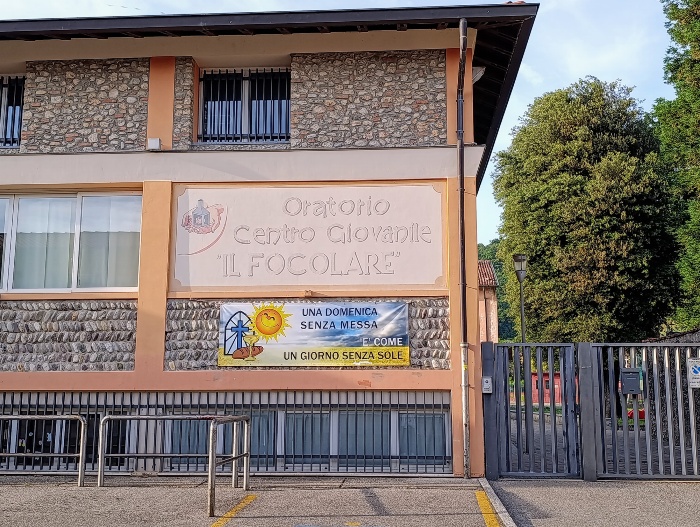 Oratorio
Centro Giovanile
"IL FOCOLARE"
UNA DOMENICA
SENZA MESSA
E' COME
UN GIORNO SENZA SOLE